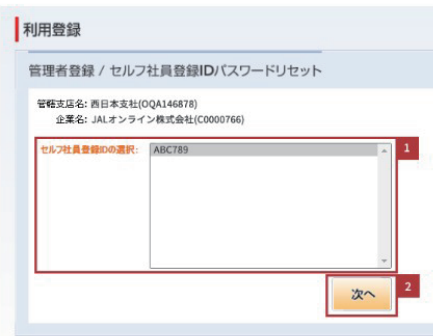 利用登録
管理者登録 / セルフ社員登録IDパスワードリセット
管轄支店名: 西日本支社(OQA146878)
企業名: JALオンライン株式会社(C0000766)
セルフ社員登録IDの選択: ABC789
1
次へ
2